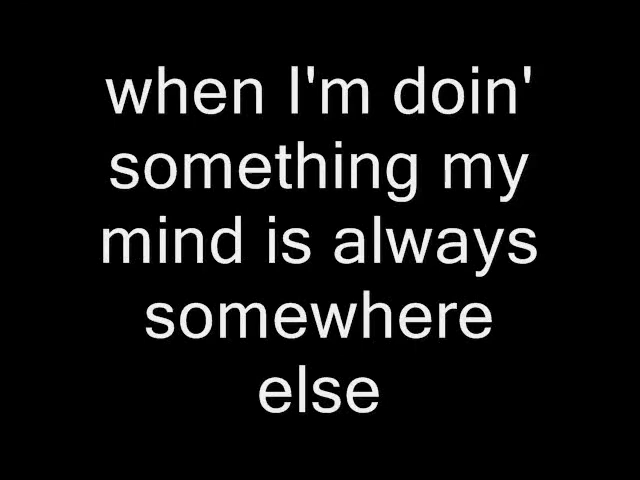 when I'm doin'
something my
mind is always
somewhere
else